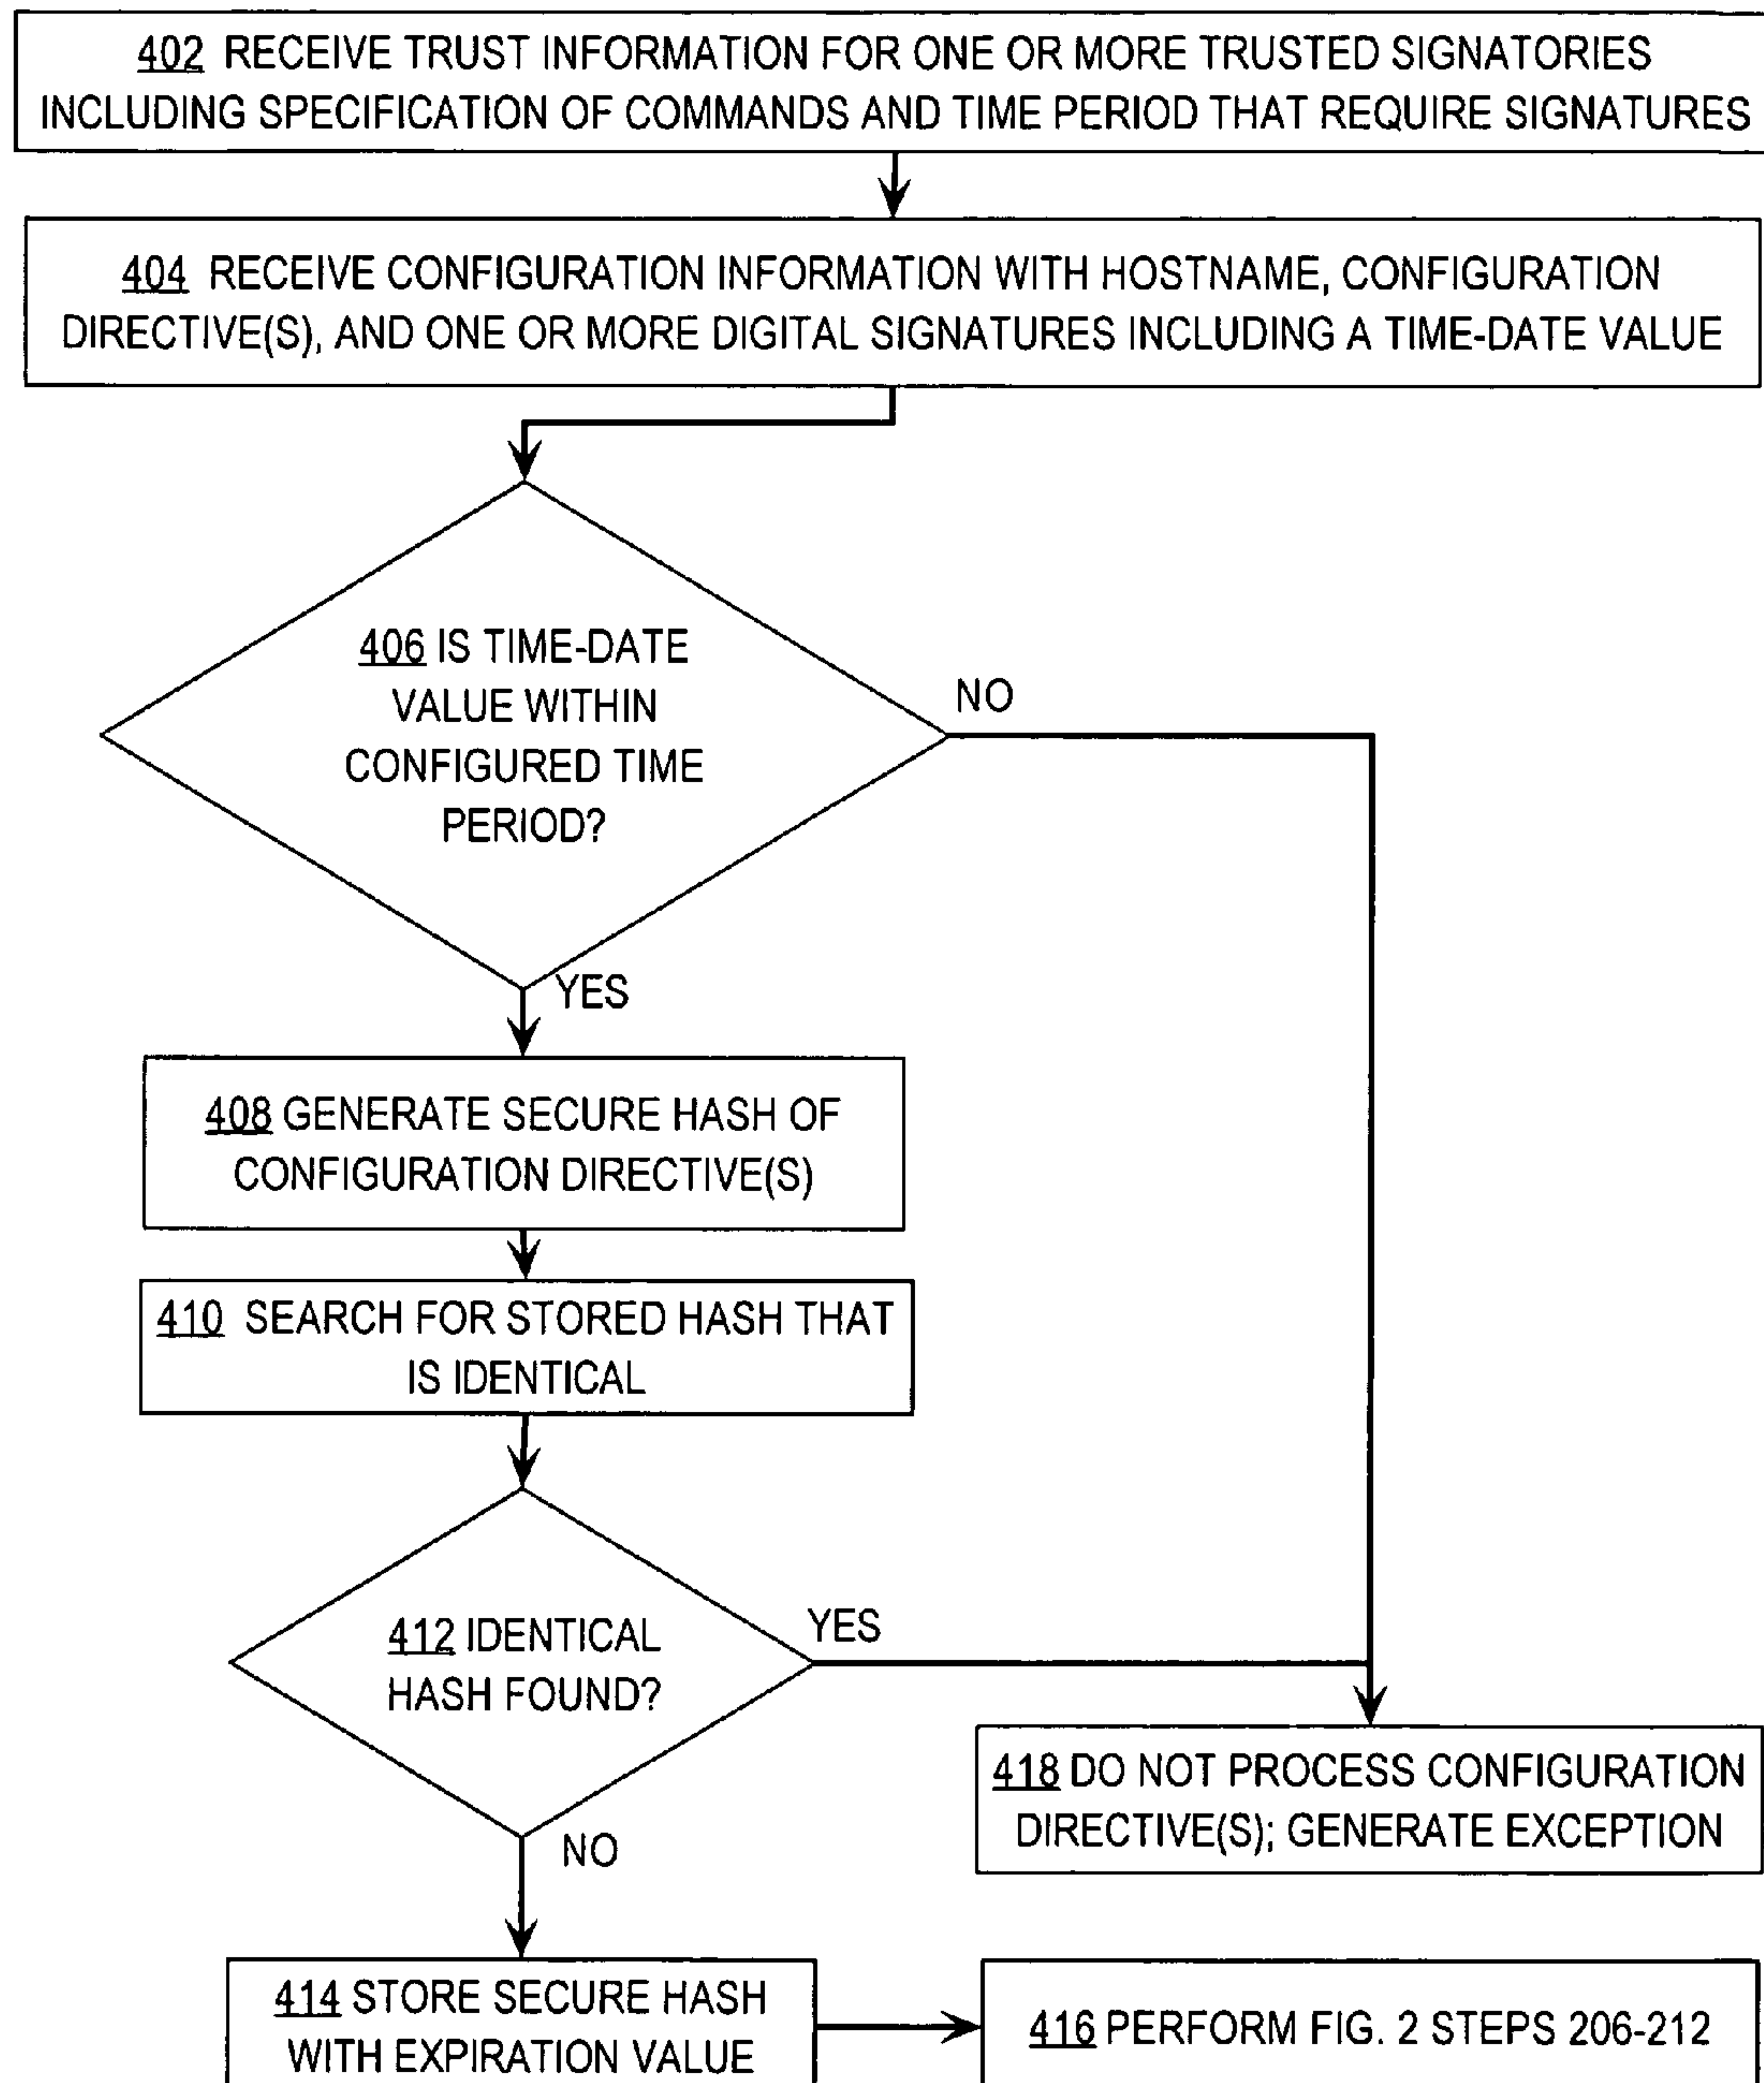 402 RECEIVE TRUST INFORMATION FOR ONE OR MORE TRUSTED SIGNATORIES
INCLUDING SPECIFICATION OF COMMANDS AND TIME PERIOD THAT REQUIRE SIGNATURES
404 RECEIVE CONFIGURATION INFORMATION WITH HOSTNAME, CONFIGURATION
DIRECTIVE(S), AND ONE OR MORE DIGITAL SIGNATURES INCLUDING A TIME-DATE VALUE
406 IS TIME-DATE
VALUE WITHIN
CONFIGURED TIME
PERIOD?
NO
YES
408 GENERATE SECURE HASH OF
CONFIGURATION DIRECTIVE(S)
410 SEARCH FOR STORED HASH THAT
IS IDENTICAL
412 IDENTICAL
HASH FOUND?
YES
NO
418 DO NOT PROCESS CONFIGURATION
DIRECTIVE(S); GENERATE EXCEPTION
414 STORE SECURE HASH
WITH EXPIRATION VALUE
416 PERFORM FIG. 2 STEPS 206-212